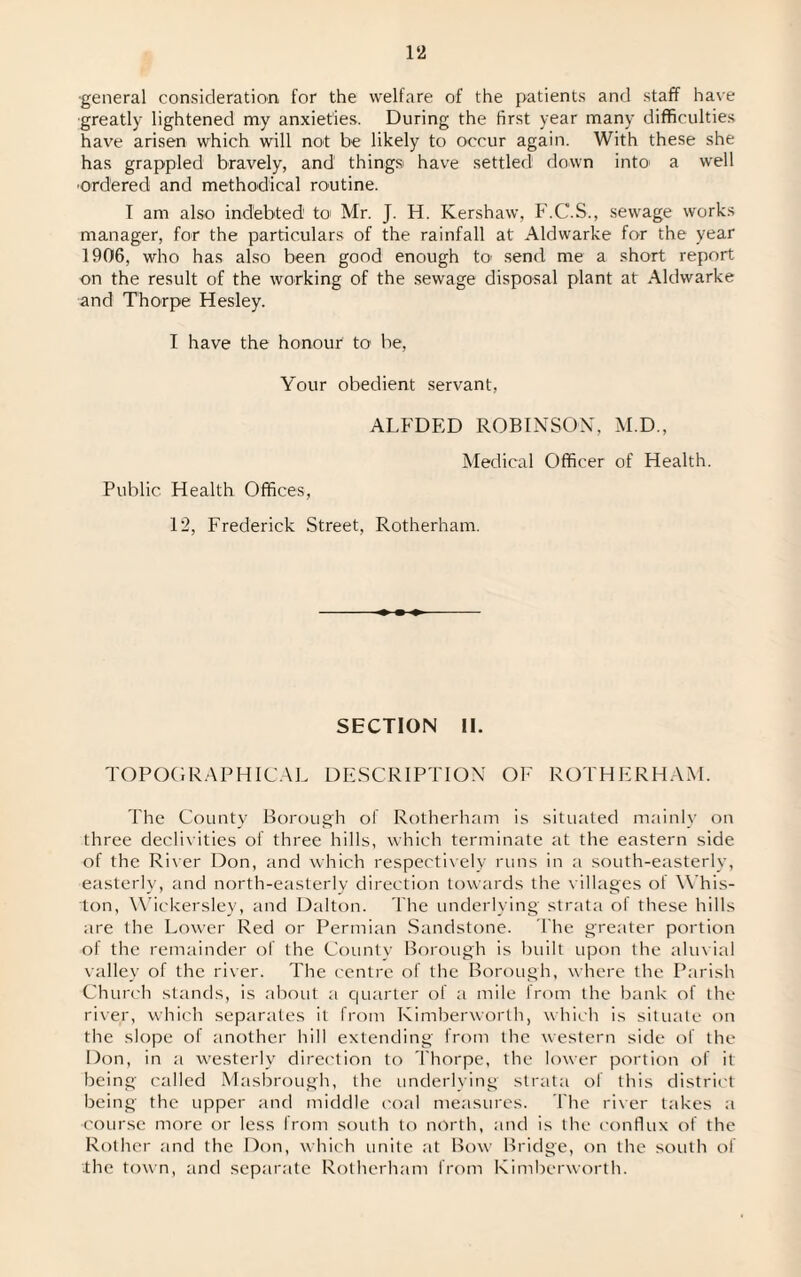 12
general consideration for the welfare of the patients and staff have
greatly lightened my anxieties. During the first year many difficulties
have arisen which will not be likely to occur again. With these she
has grappled bravely, and things have settled down into a well
ordered and methodical routine.
I am also indebted to Mr. J. H. Kershaw, F.C.S., sewage works
manager, for the particulars of the rainfall at Aldwarke for the year
1906, who has also been good enough to send me a short report
on the result of the working of the sewage disposal plant at Aldwarke
and Thorpe Hesley.
I have the honour to be,
Your obedient servant,
ALFDED ROBINSON, M.D.,
Medical Officer of Health.
Public Health Offices,
12, Frederick Street, Rotherham.
SECTION II.
TOPOGRAPHICAL DESCRIPTION OF ROTHERHAM.
The County Borough of Rotherham is situated mainly on
three declivities of three hills, which terminate at the eastern side
of the River Don, and which respectively runs in a south-easterly,
easterly, and north-easterly direction towards the villages of Whis-
ton, Wickersley, and Dalton. The underlying strata of these hills
are the Lower Red or Permian Sandstone. The greater portion
of the remainder of the County Borough is built upon the aluvial
valley of the river. The centre of the Borough, where the Parish
Church stands, is about a quarter of a mile from the bank of the
river, which separates it from Kimberworth, which is situate on
the slope of another hill extending from the western side of the
Don, in a westerly direction to Thorpe, the lower portion of it
being called Masbrough, the underlying strata of this district
being the upper and middle coal measures. The river takes a
course more or less from south to north, and is the conflux of the
Rother and the Don, which unite at Bow Bridge, on the south of
the town, and separate Rotherham from Kimberworth.